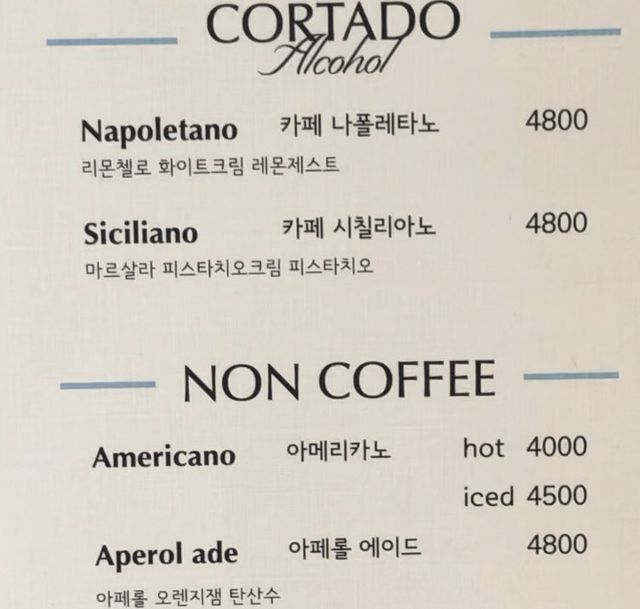 CORTADO
Alcohol
Napoletano 카페 나폴레타노 4800
리몬첼로 화이트크림 레몬제스트
Siciliano 카페 시칠리아노 4800
마르살라 피스타치오크림 피스타치오
NON COFFEE
Americano 아메리카노 hot 4000
iced 4500
Aperol ade 아페롤 에이드 4800
아페롤 오렌지잼 탄산수